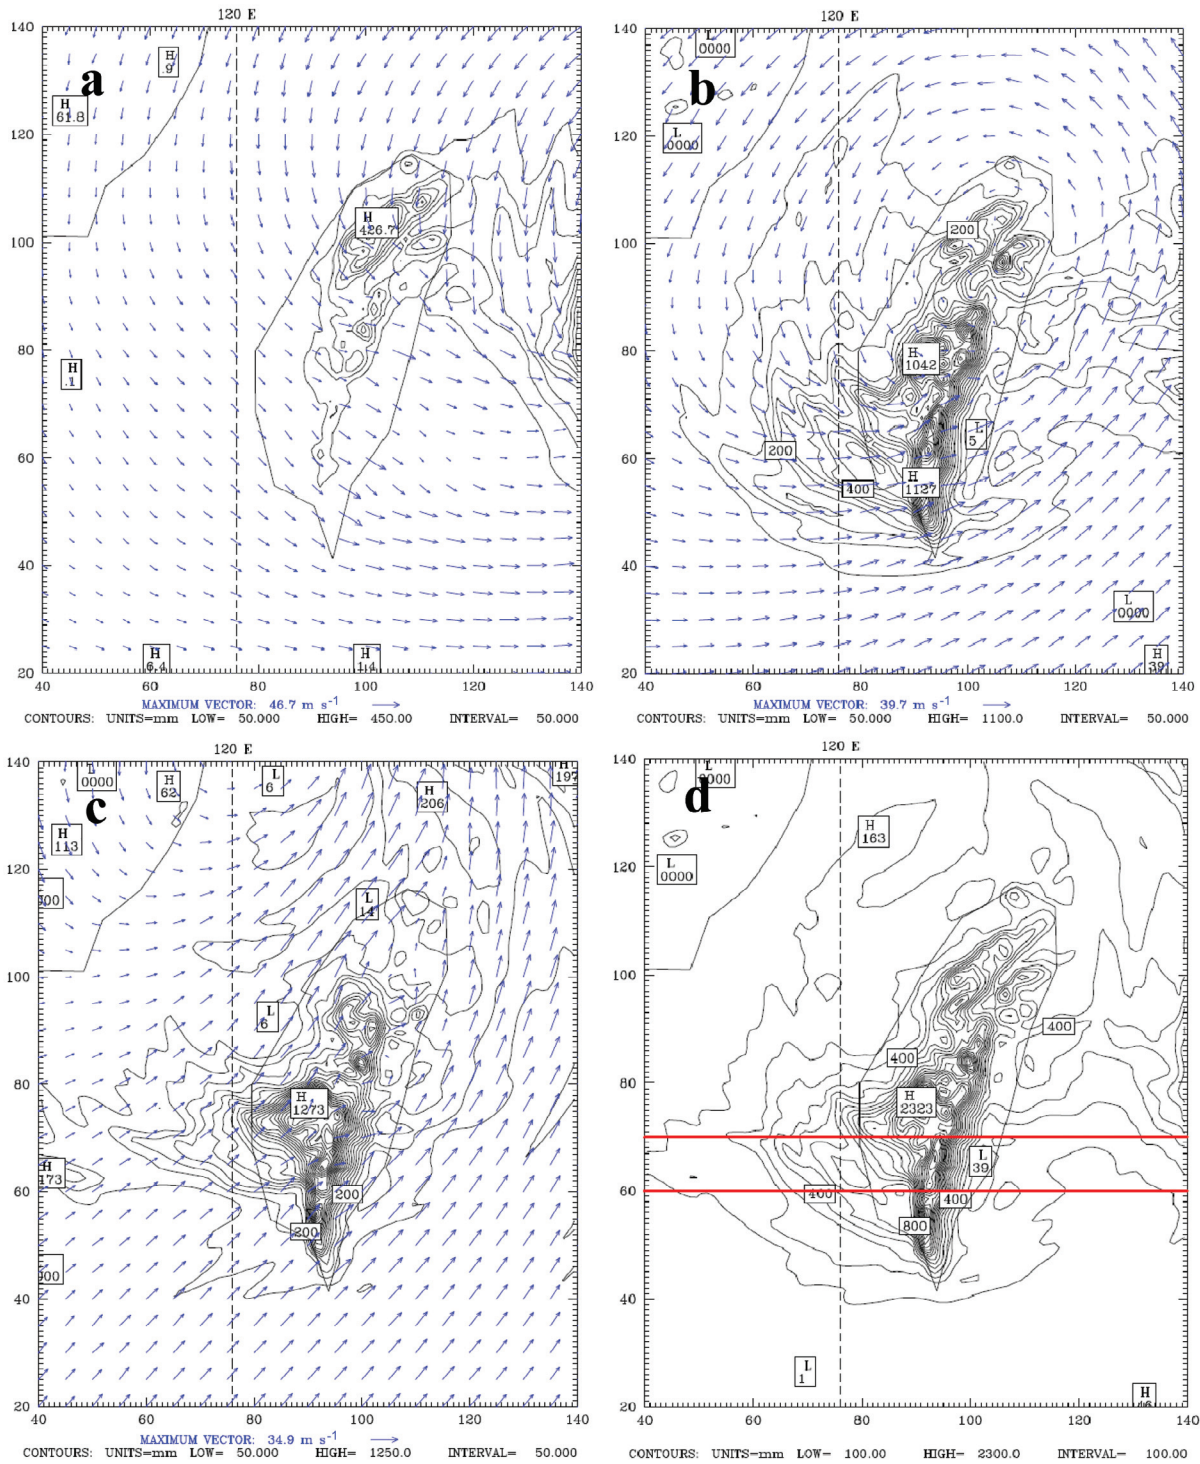 120 E
120 E
140
120
100
80
60
40
20
a
H
.9
H
61.8
H
426.7
H
.1
H
6.4
H
1.4
40 60 80 100 120 140
MAXIMUM VECTOR: 46.7 m s⁻¹
CONTOURS: UNITS=mm LOW= 50.000 HIGH= 450.00 INTERVAL= 50.000
140
120
100
80
60
40
20
b
L
0000
L
0000
200
H
1042
L
5
200
400
H
1127
L
0000
H
39
40 60 80 100 120 140
MAXIMUM VECTOR: 39.7 m s⁻¹
CONTOURS: UNITS=mm LOW= 50.000 HIGH= 1100.0 INTERVAL= 50.000
120 E
120 E
140
120
100
80
60
40
20
c
L
0000
H
62
L
6
H
206
H
197
H
113
L
14
L
6
H
1273
H
173
200
200
40 60 80 100 120 140
MAXIMUM VECTOR: 34.9 m s⁻¹
CONTOURS: UNITS=mm LOW= 50.000 HIGH= 1250.0 INTERVAL= 50.000
140
120
100
80
60
40
20
d
L
0000
H
163
L
0000
400
400
H
2323
L
39
400
400
800
L
1
H
40 60 80 100 120 140
CONTOURS: UNITS=mm LOW= 100.00 HIGH= 2300.0 INTERVAL= 100.00